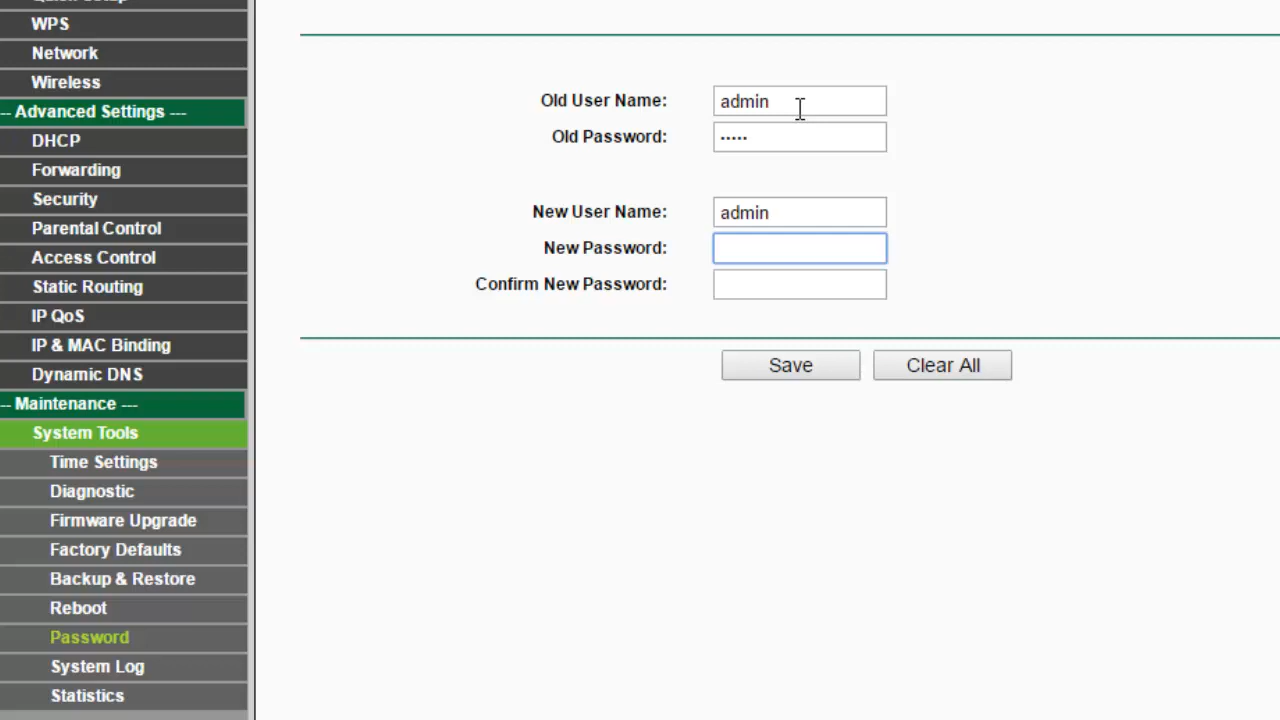 WPS
Network
Wireless
-- Advanced Settings ---
DHCP
Forwarding
Security
Parental Control
Access Control
Static Routing
IP QoS
IP & MAC Binding
Dynamic DNS
-- Maintenance ---
System Tools
Time Settings
Diagnostic
Firmware Upgrade
Factory Defaults
Backup & Restore
Reboot
Password
System Log
Statistics
Old User Name: admin
Old Password: •••••
New User Name: admin
New Password:
Confirm New Password:
Save Clear All